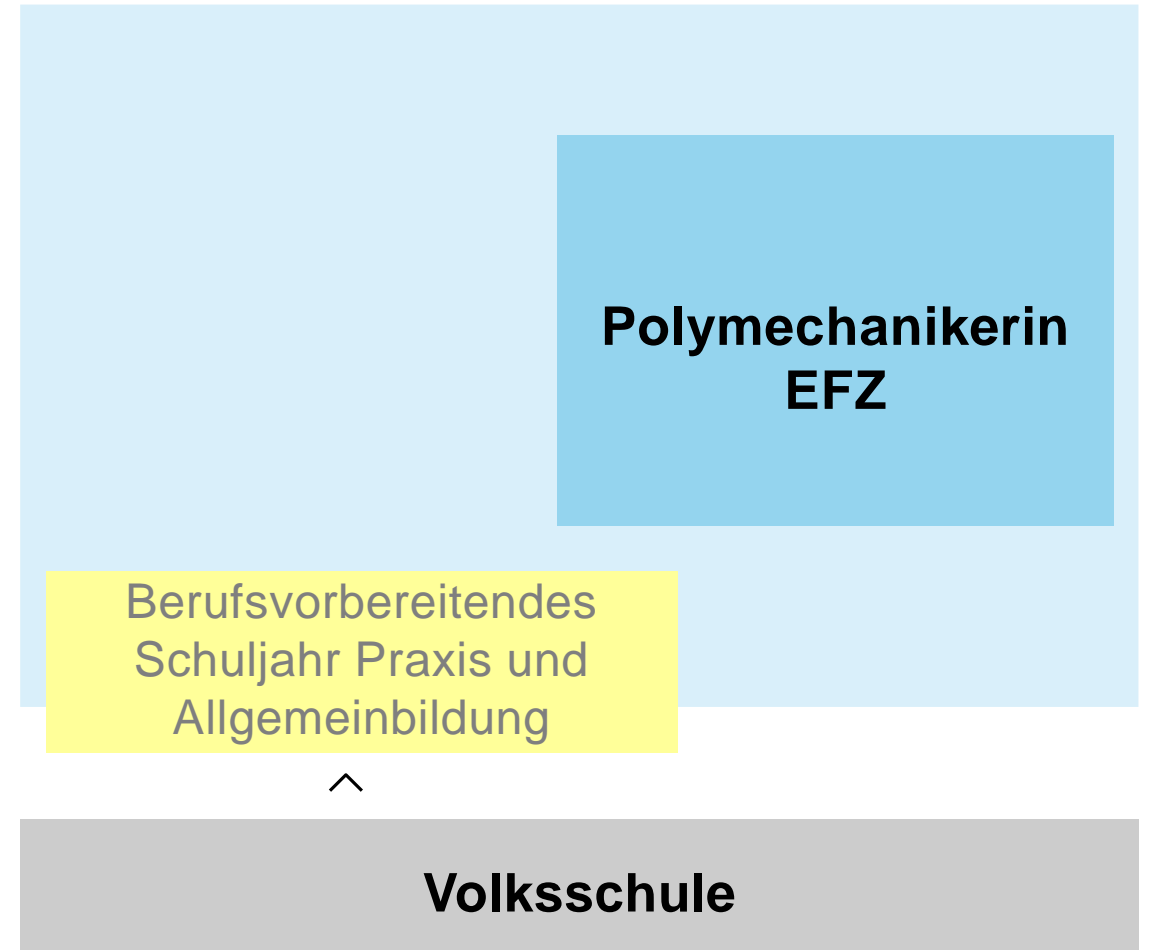 Polymechanikerin
EFZ
Berufsvorbereitendes
Schuljahr Praxis und
Allgemeinbildung
Volksschule